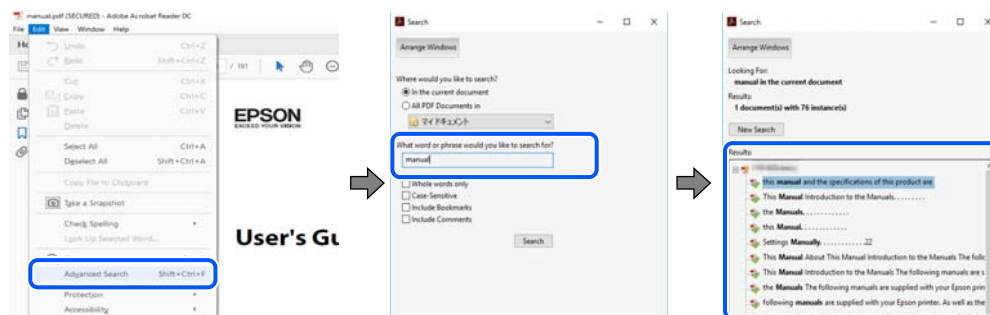 manual.pdf (SECURED) - Adobe Acrobat Reader DC
File Edit View Window Help
Undo Ctrl+Z
Redo Shift+Ctrl+Z
Cut Ctrl+X
Copy Ctrl+C
Paste Ctrl+V
Delete
Select All Ctrl+A
Deselect All Shift+Ctrl+A
Copy File to Clipboard
Take a Snapshot
Check Spelling
Look Up Selected Word...
Advanced Search Shift+Ctrl+F
Protection
Accessibility
/ 181
EPSON
EXCEED YOUR VISION
User's Gu
Search
Arrange Windows
Where would you like to search?
In the current document
All PDF Documents in
マイ ドキュメント
What word or phrase would you like to search for?
manual
Whole words only
Case-Sensitive
Include Bookmarks
Include Comments
Search
Search
Arrange Windows
Looking For:
manual in the current document
Results:
1 document(s) with 76 instance(s)
New Search
Results:
this manual and the specifications of this product are
This Manual Introduction to the Manuals. . . . . . . . .
the Manuals. . . . . . . . . . . . .
this Manual. . . . . . . . . . . . .
Settings Manually. . . . . . . . . . . . .22
This Manual About This Manual Introduction to the Manuals The follo
This Manual Introduction to the Manuals The following manuals are s
the Manuals The following manuals are supplied with your Epson prin
following manuals are supplied with your Epson printer. As well as the